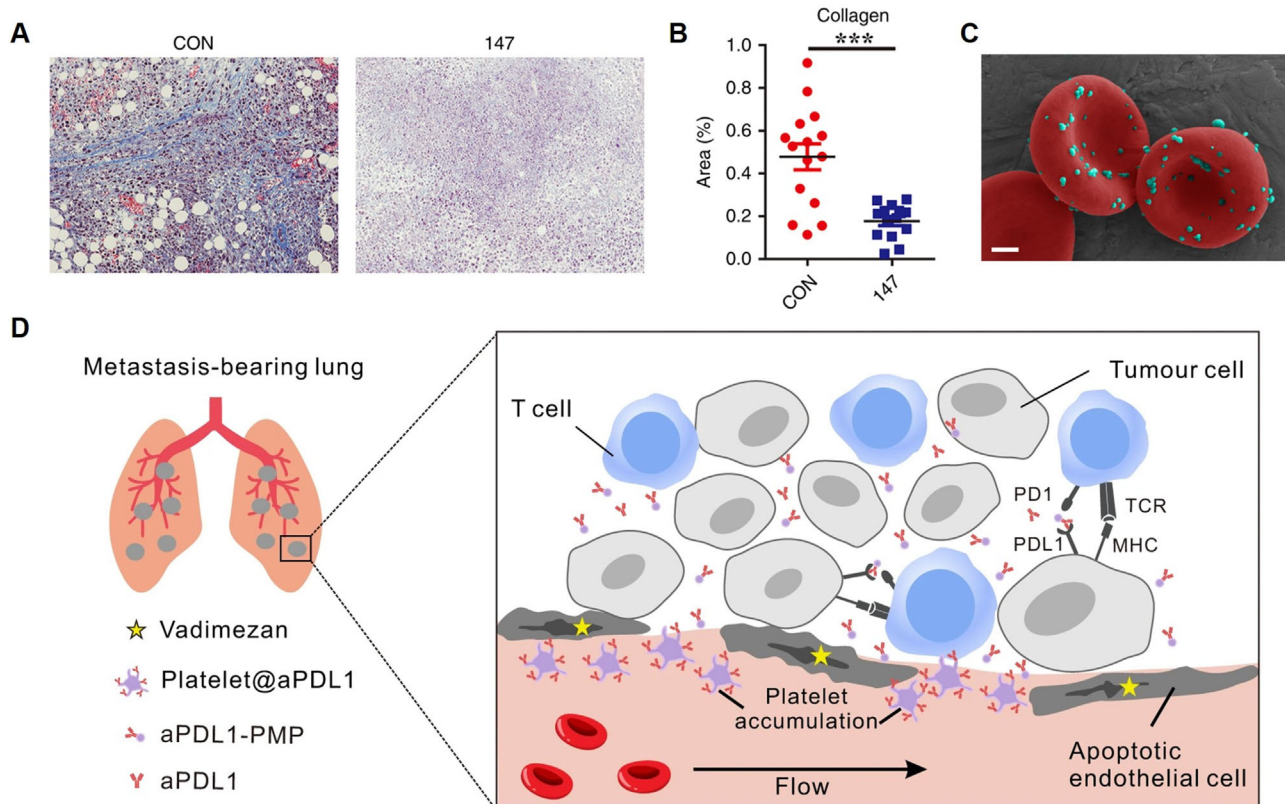 A
CON
147
B
Collagen
***
Area (%)
1.0
0.8
0.6
0.4
0.2
0.0
CON
147
C
D
Metastasis-bearing lung
Vadimezan
Platelet@aPDL1
aPDL1-PMP
aPDL1
T cell
Tumour cell
PD1
TCR
PDL1
MHC
Platelet
accumulation
Flow
Apoptotic
endothelial cell